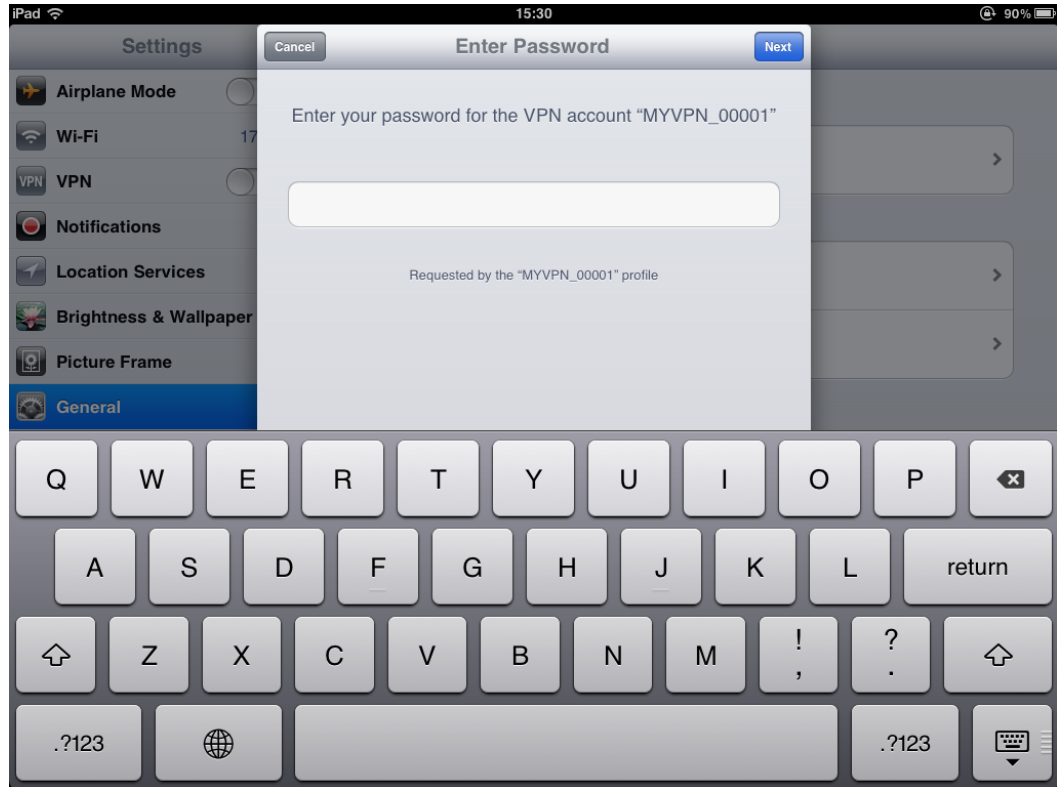 iPad 15:30 90%
Settings
Cancel Enter Password Next
Airplane Mode
Enter your password for the VPN account “MYVPN_00001”
Wi-Fi 17
VPN VPN
Notifications
Location Services
Requested by the “MYVPN_00001” profile
Brightness & Wallpaper
Picture Frame
General
Q W E R T Y U I O P
A S D F G H J K L return
Z X C V B N M ! , ? .
.?123 .?123